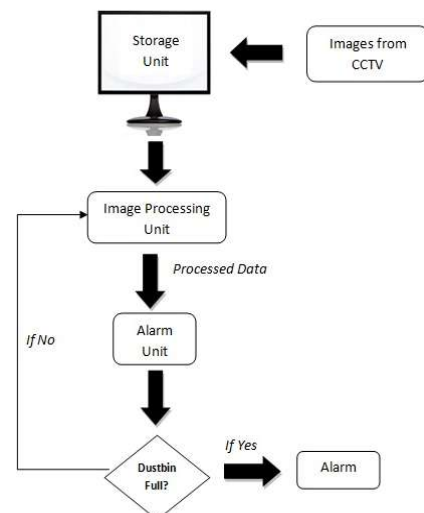 Storage
Unit
Images from
CCTV
Image Processing
Unit
Processed Data
Alarm
Unit
If No
If Yes
Dustbin
Full?
Alarm